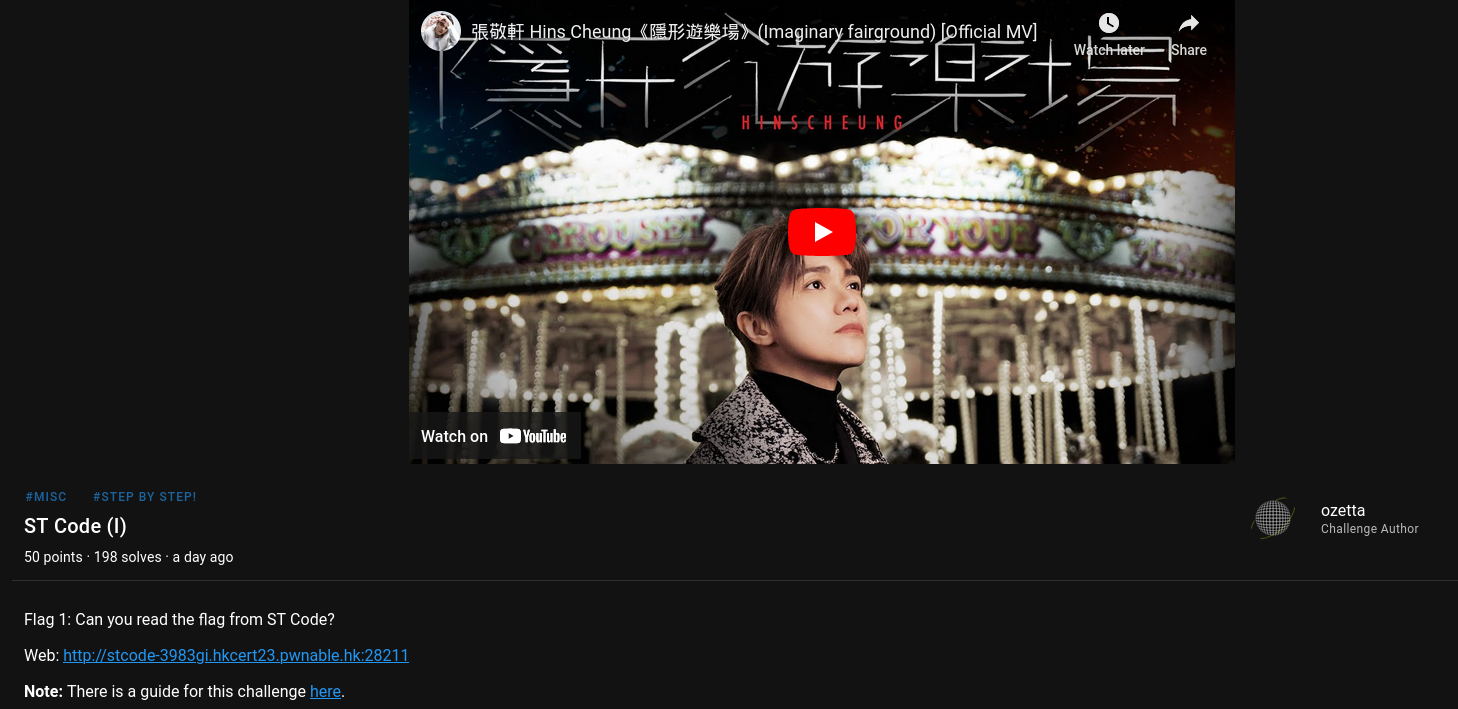 張敬軒 Hins Cheung《隱形遊樂場》(Imaginary fairground) [Official MV]
Watch later
Share
隱形遊樂場
HINSCHEUNG
CAROUSEL FOR YOUR
Watch on YouTube
#MISC #STEP BY STEP!
ST Code (I)
50 points · 198 solves · a day ago
ozetta
Challenge Author
Flag 1: Can you read the flag from ST Code?
Web: http://stcode-3983gi.hkcert23.pwnable.hk:28211
Note: There is a guide for this challenge here.